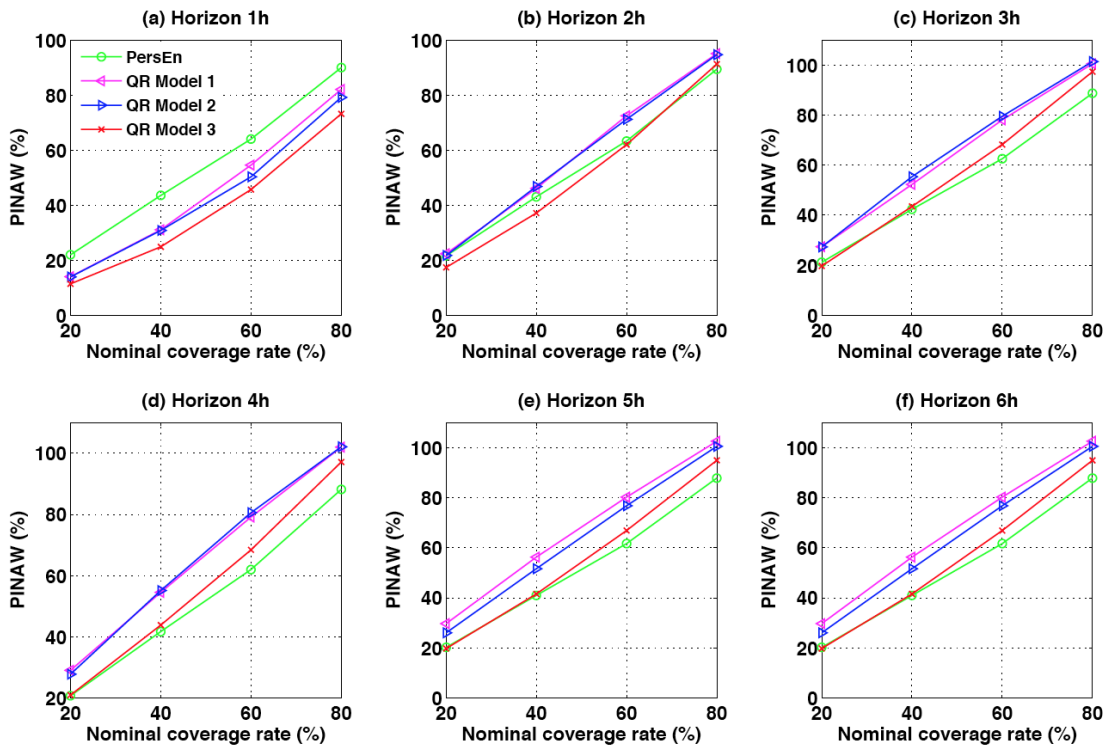 (a) Horizon 1h
PINAW (%)
100
80
60
40
20
0
PersEn
QR Model 1
QR Model 2
QR Model 3
20 40 60 80
Nominal coverage rate (%)
(b) Horizon 2h
PINAW (%)
100
80
60
40
20
0
20 40 60 80
Nominal coverage rate (%)
(c) Horizon 3h
PINAW (%)
100
80
60
40
20
0
20 40 60 80
Nominal coverage rate (%)
(d) Horizon 4h
PINAW (%)
100
80
60
40
20
20 40 60 80
Nominal coverage rate (%)
(e) Horizon 5h
PINAW (%)
100
80
60
40
20
0
20 40 60 80
Nominal coverage rate (%)
(f) Horizon 6h
PINAW (%)
100
80
60
40
20
0
20 40 60 80
Nominal coverage rate (%)